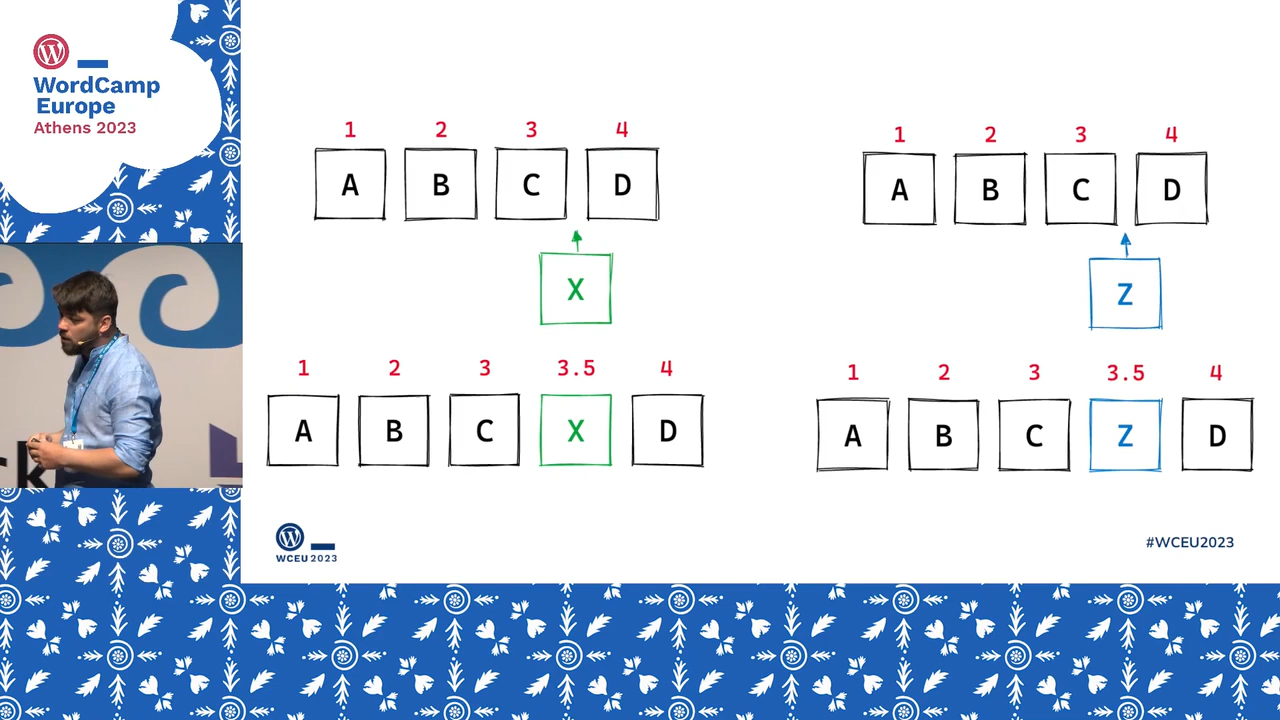 WordCamp
Europe
Athens 2023
1 2 3 4
A B C D
X
1 2 3 3.5 4
A B C X D
1 2 3 4
A B C D
Z
1 2 3 3.5 4
A B C Z D
WCEU 2023
#WCEU2023